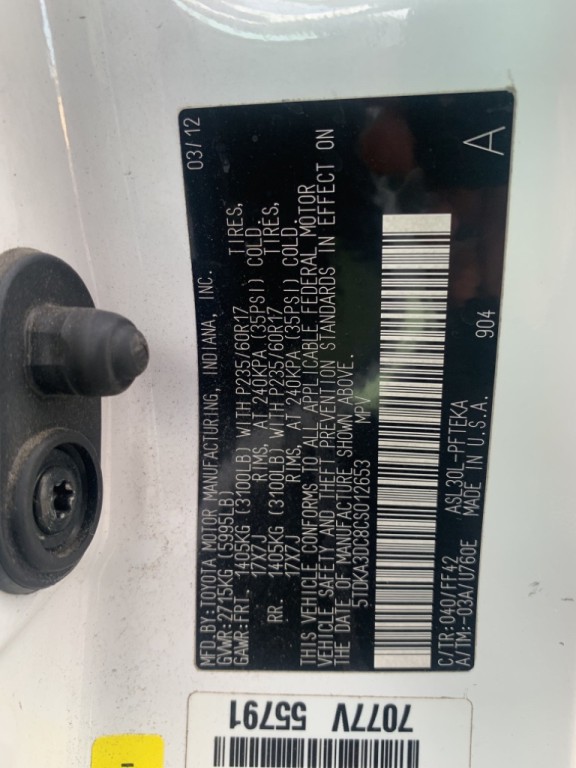 MFD BY:TOYOTA MOTOR MANUFACTURING, INDIANA, INC. 03/12
GVWR:2715KG (5995LB)
GAWR:FRT. 1405KG (3100LB) WITH P235/60R17 TIRES,
17X7J RIMS, AT 240KPA (35PSI) COLD.
RR 1405KG (3100LB) WITH P235/60R17 TIRES,
17X7J RIMS, AT 240KPA (35PSI) COLD.
THIS VEHICLE CONFORMS TO ALL APPLICABLE FEDERAL MOTOR
VEHICLE SAFETY AND THEFT PREVENTION STANDARDS IN EFFECT ON
THE DATE OF MANUFACTURE SHOWN ABOVE.
5TDKA3DC8CS012653 MPV
C/TR:040/FF42 ASL30L-PFTEKA 904
A/TM:-03A/U760E MADE IN U.S.A. A
7077V
55791